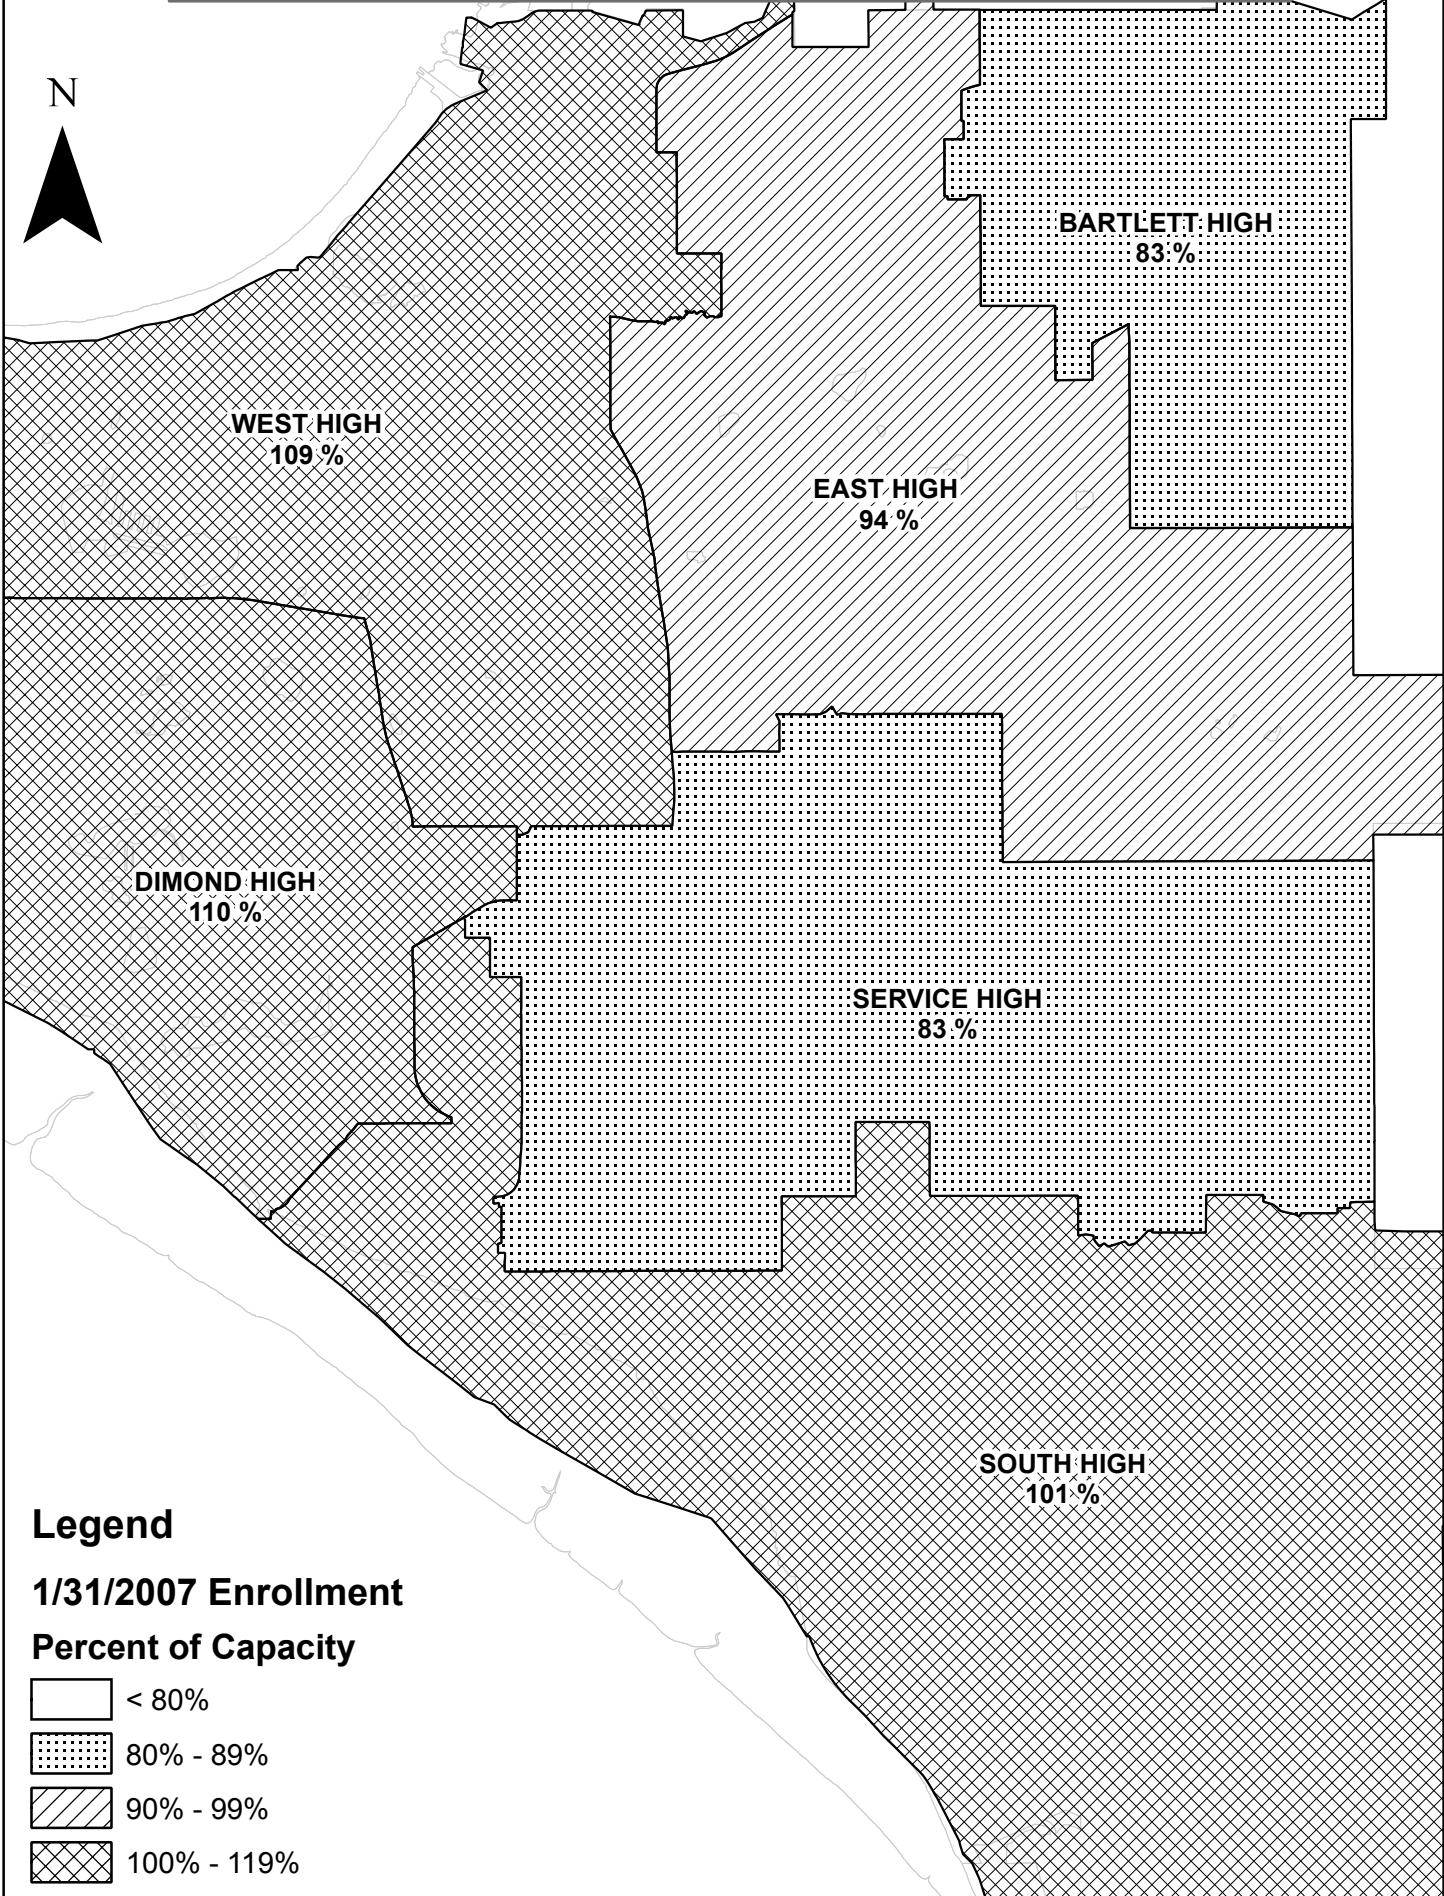 N
BARTLETT HIGH
83 %
WEST HIGH
109 %
EAST HIGH
94 %
DIMOND HIGH
110 %
SERVICE HIGH
83 %
SOUTH HIGH
101 %
Legend
1/31/2007 Enrollment
Percent of Capacity
< 80%
80% - 89%
90% - 99%
100% - 119%